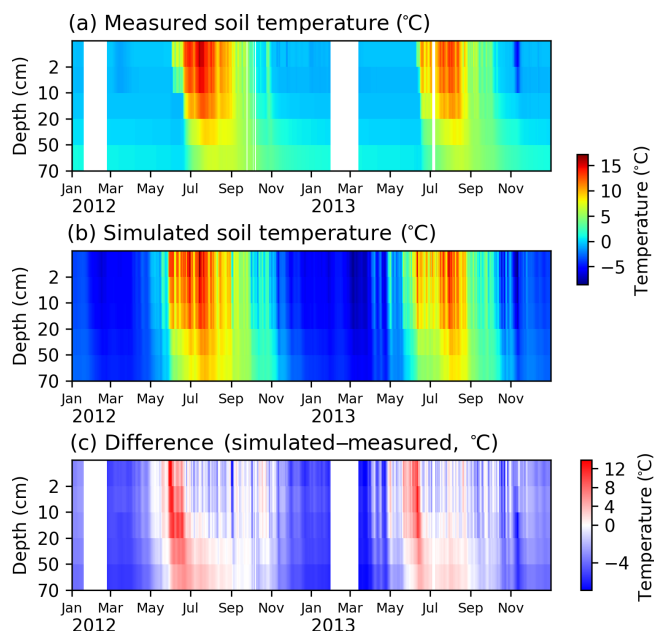 (a) Measured soil temperature (°C)
Depth (cm)
2
10
20
50
70
Jan Mar May Jul Sep Nov Jan Mar May Jul Sep Nov
2012 2013
(b) Simulated soil temperature (°C)
Depth (cm)
2
10
20
50
70
Jan Mar May Jul Sep Nov Jan Mar May Jul Sep Nov
2012 2013
15
10
5
0
−5
Temperature (°C)
(c) Difference (simulated–measured, °C)
Depth (cm)
2
10
20
50
70
Jan Mar May Jul Sep Nov Jan Mar May Jul Sep Nov
2012 2013
12
8
4
0
−4
Temperature (°C)